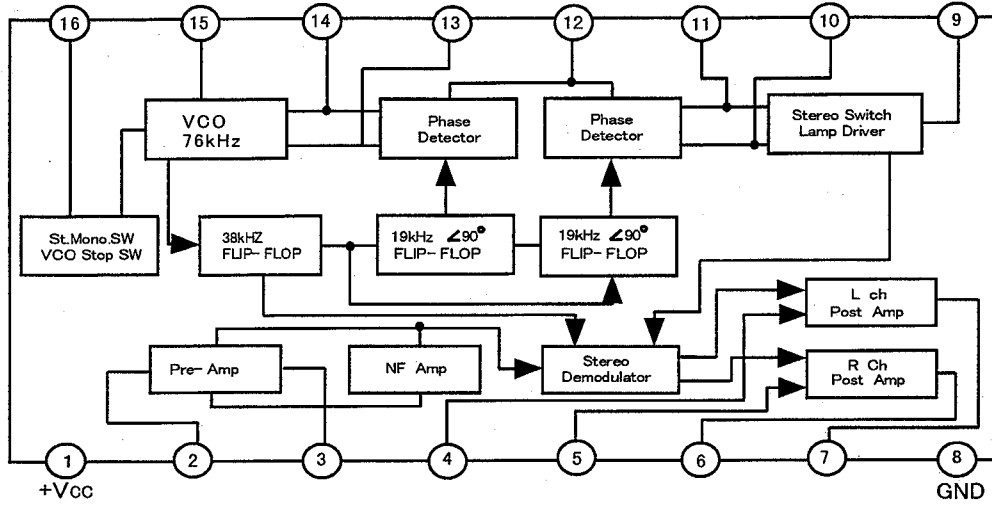 16
15
14
13
12
11
10
9
VCO
76kHz
Phase
Detector
Phase
Detector
Stereo Switch
Lamp Driver
St.Mono.SW
VCO Stop SW
38kHZ
FLIP-FLOP
19kHz ∠90°
FLIP-FLOP
19kHz ∠90°
FLIP-FLOP
L ch
Post Amp
Pre-Amp
NF Amp
Stereo
Demodulator
R Ch
Post Amp
1
2
3
4
5
6
7
8
+Vcc
GND